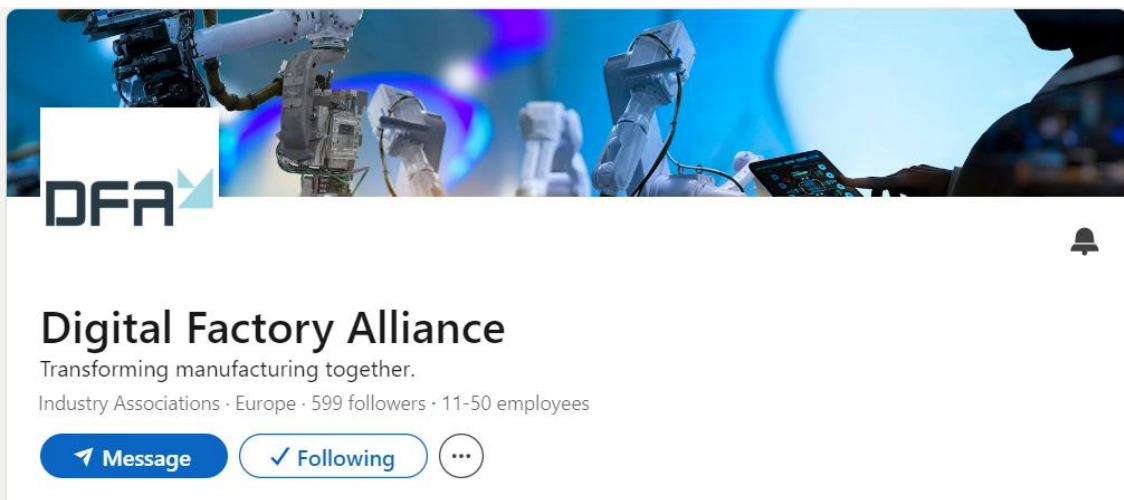 DFA
Digital Factory Alliance
Transforming manufacturing together.
Industry Associations · Europe · 599 followers · 11-50 employees
Message
Following